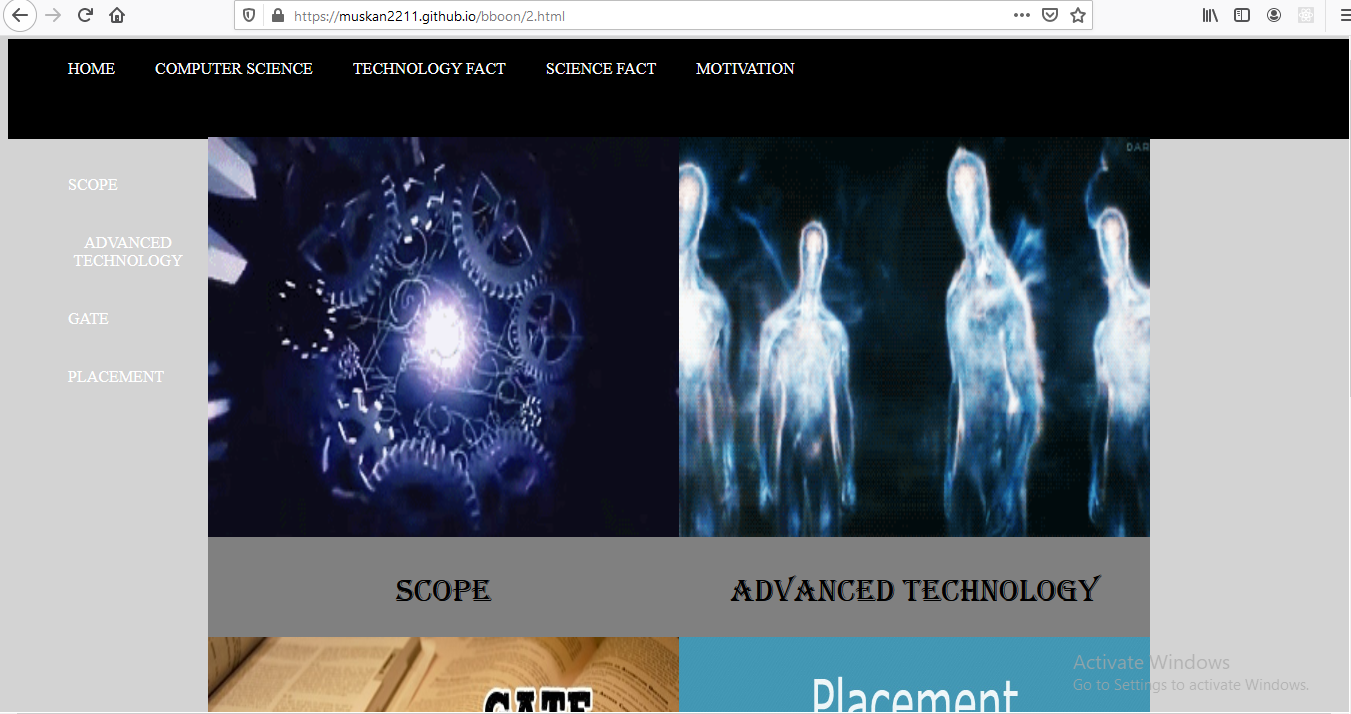 https://muskan2211.github.io/bboon/2.html
HOME COMPUTER SCIENCE TECHNOLOGY FACT SCIENCE FACT MOTIVATION
SCOPE
ADVANCED
TECHNOLOGY
GATE
PLACEMENT
DAR
SCOPE ADVANCED TECHNOLOGY
GATE Placement
Activate Windows
Go to Settings to activate Windows.